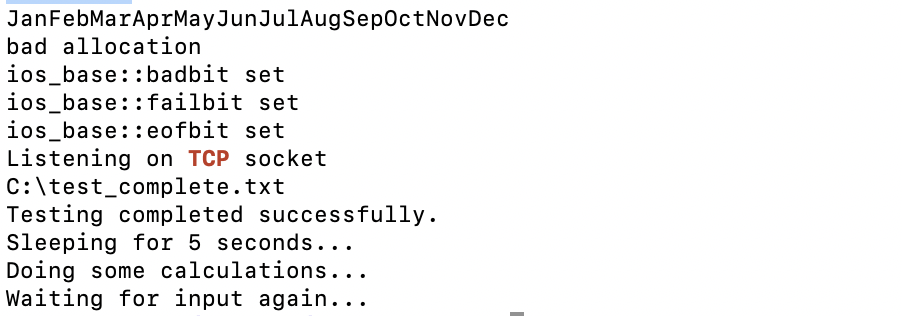 JanFebMarAprMayJunJulAugSepOctNovDec
bad allocation
ios_base::badbit set
ios_base::failbit set
ios_base::eofbit set
Listening on TCP socket
C:\test_complete.txt
Testing completed successfully.
Sleeping for 5 seconds...
Doing some calculations...
Waiting for input again...